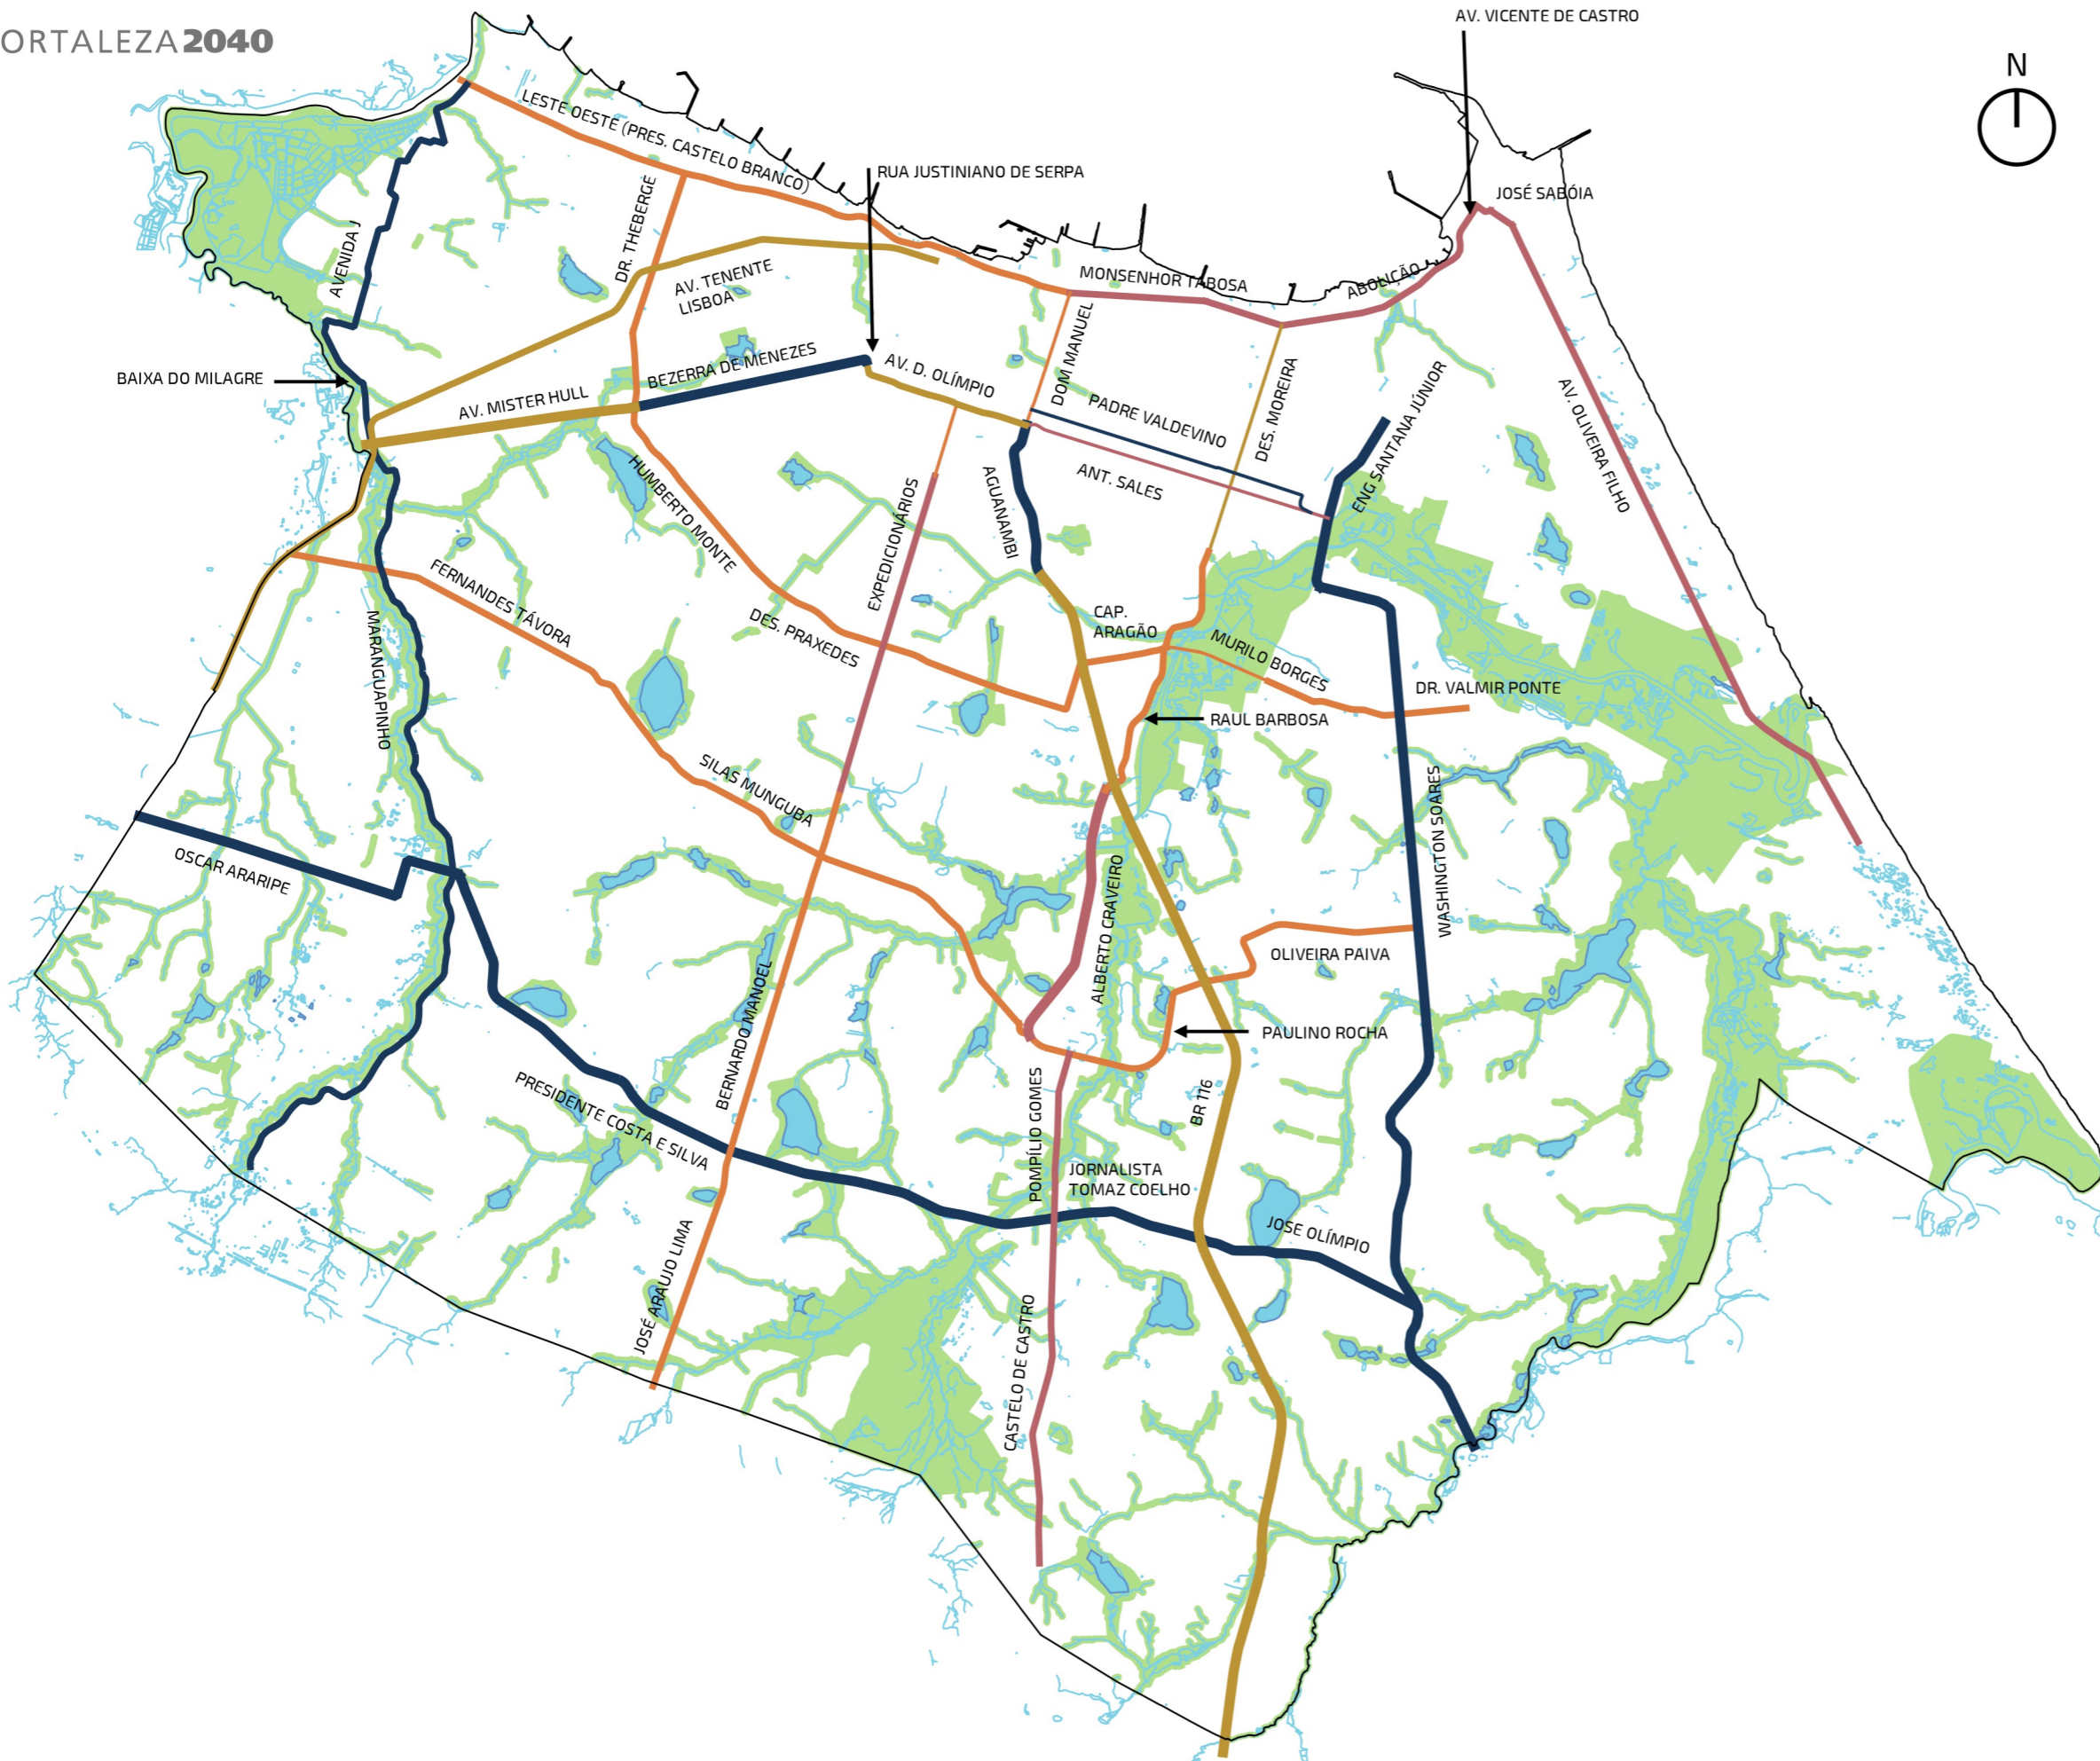 ORTALEZA2040
AV. VICENTE DE CASTRO
N
LESTE OESTE (PRES. CASTELO BRANCO)
RUA JUSTINIANO DE SERPA
JOSÉ SABÓIA
DR. THEBERGE
AVENIDA J
AV. TENENTE
LISBOA
MONSENHOR TABOSA
ABOLIÇÃO
BAIXA DO MILAGRE
BEZERRA DE MENEZES
AV. D. OLÍMPIO
DOM MANUEL
AV. MISTER HULL
PADRE VALDEVINO
DES. MOREIRA
ENG SANTANA JÚNIOR
AV. OLIVEIRA FILHO
ANT. SALES
HUMBERTO MONTE
EXPEDICIONÁRIOS
AGUANAMBI
FERNANDES TÁVORA
MARANGUAPINHO
DES. PRAXEDES
CAP.
ARAGÃO
MURILO BORGES
DR. VALMIR PONTE
RAUL BARBOSA
SILAS MUNGUBA
WASHINGTON SOARES
OSCAR ARARIPE
ALBERTO CRAVEIRO
OLIVEIRA PAIVA
BERNARDO MANOEL
PAULINO ROCHA
PRESIDENTE COSTA E SILVA
POMPÍLIO GOMES
BR 116
JORNALISTA
TOMAZ COELHO
JOSE OLÍMPIO
JOSÉ ARAUJO LIMA
CASTELO DE CASTRO